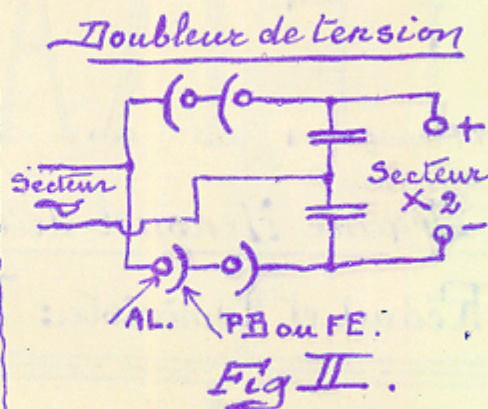 Doubleur de tension
Secteur
+
Secteur
× 2
-
AL.
PB ou FE.
Fig II.